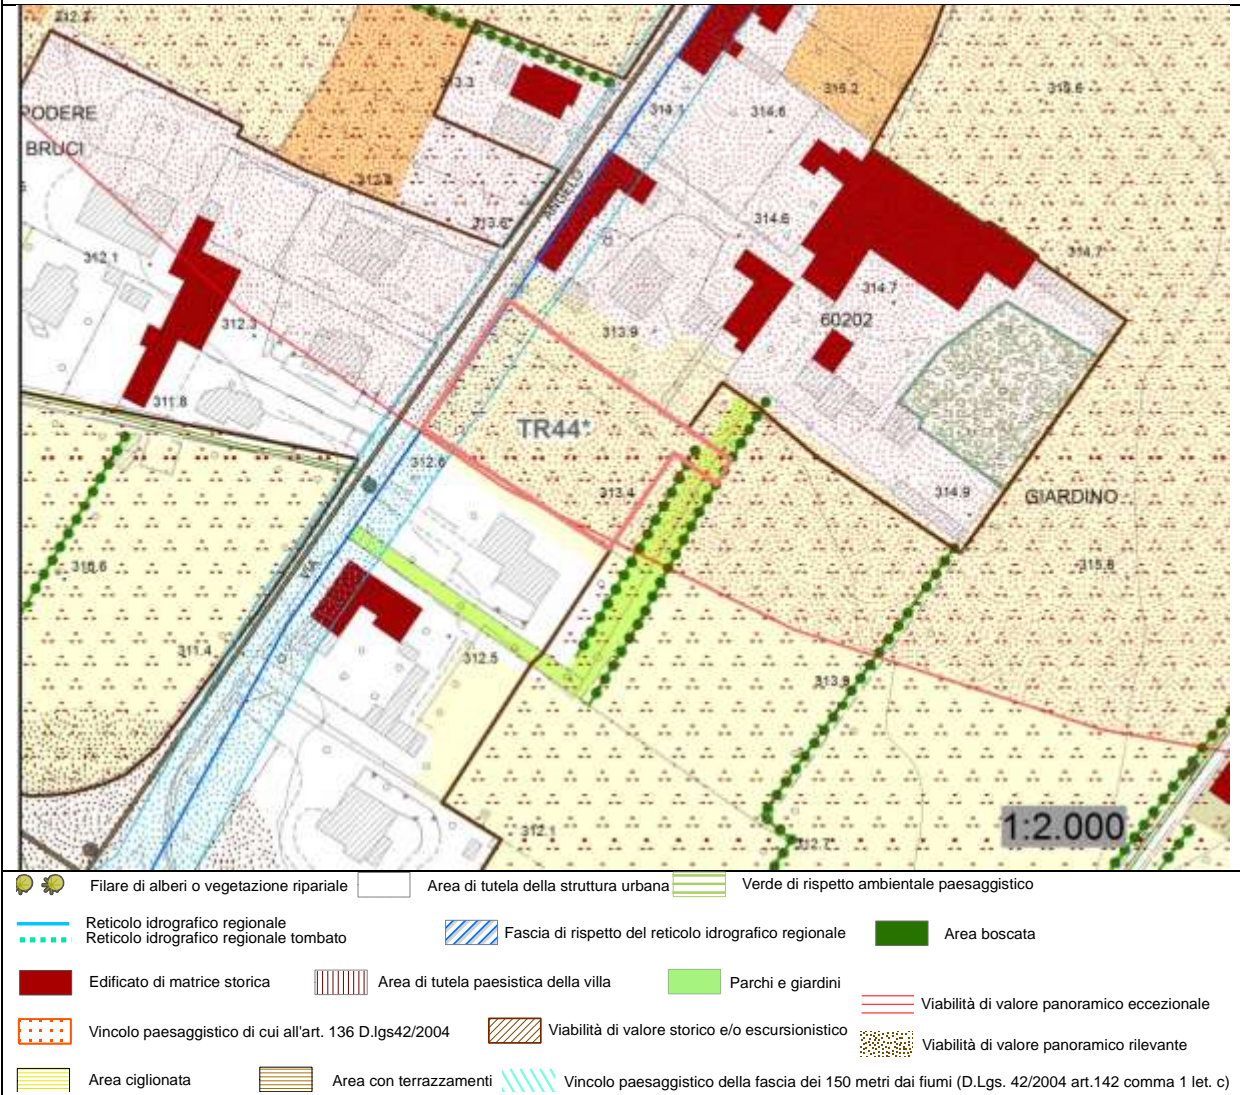 312.2
313.3
314.1
314.6
315.2
315.6
PODERE
BRUCI
312.8
ANGELO
313.6
314.6
314.7
312.1
314.7
312.3
313.9
60202
311.8
TR44*
312.6
313.4
314.9
GIARDINO
VIA
315.8
311.4
312.5
313.9
312.1
312.7
1:2.000
Filare di alberi o vegetazione ripariale
Area di tutela della struttura urbana
Verde di rispetto ambientale paesaggistico
Reticolo idrografico regionale
Reticolo idrografico regionale tombato
Fascia di rispetto del reticolo idrografico regionale
Area boscata
Edificato di matrice storica
Area di tutela paesistica della villa
Parchi e giardini
Viabilità di valore panoramico eccezionale
Vincolo paesaggistico di cui all'art. 136 D.lgs42/2004
Viabilità di valore storico e/o escursionistico
Viabilità di valore panoramico rilevante
Area ciglionata
Area con terrazzamenti
Vincolo paesaggistico della fascia dei 150 metri dai fiumi (D.Lgs. 42/2004 art.142 comma 1 let. c)